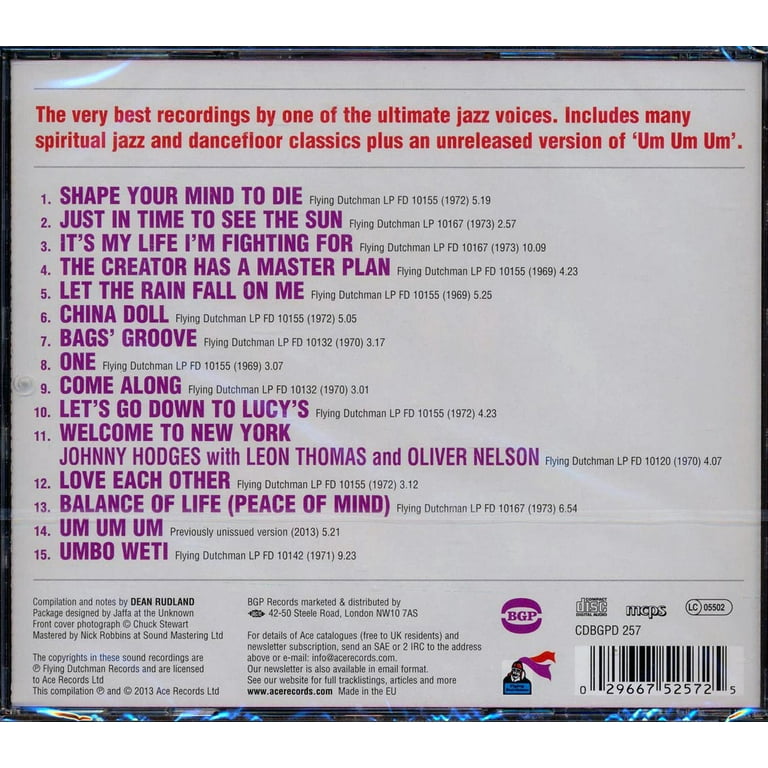 The very best recordings by one of the ultimate jazz voices. Includes many
spiritual jazz and dancefloor classics plus an unreleased version of ‘Um Um Um’.
1. SHAPE YOUR MIND TO DIE Flying Dutchman LP FD 10155 (1972) 5.19
2. JUST IN TIME TO SEE THE SUN Flying Dutchman LP 10167 (1973) 2.57
3. IT'S MY LIFE I'M FIGHTING FOR Flying Dutchman LP FD 10167 (1973) 10.09
4. THE CREATOR HAS A MASTER PLAN Flying Dutchman LP FD 10155 (1969) 4.23
5. LET THE RAIN FALL ON ME Flying Dutchman LP FD 10155 (1969) 5.25
6. CHINA DOLL Flying Dutchman LP FD 10155 (1972) 5.05
7. BAGS' GROOVE Flying Dutchman LP FD 10132 (1970) 3.17
8. ONE Flying Dutchman LP FD 10155 (1969) 3.07
9. COME ALONG Flying Dutchman LP FD 10132 (1970) 3.01
10. LET'S GO DOWN TO LUCY'S Flying Dutchman LP FD 10155 (1972) 4.23
11. WELCOME TO NEW YORK
JOHNNY HODGES with LEON THOMAS and OLIVER NELSON Flying Dutchman LP FD 10120 (1970) 4.07
12. LOVE EACH OTHER Flying Dutchman LP FD 10155 (1972) 3.12
13. BALANCE OF LIFE (PEACE OF MIND) Flying Dutchman LP FD 10167 (1973) 6.54
14. UM UM UM Previously unissued version (2013) 5.21
15. UMBO WETI Flying Dutchman LP FD 10142 (1971) 9.23
Compilation and notes by DEAN RUDLAND
Package designed by Jaffa at the Unknown
Front cover photograph © Chuck Stewart
Mastered by Nick Robbins at Sound Mastering Ltd
The copyrights in these sound recordings are
℗ Flying Dutchman Records and are licensed
to Ace Records Ltd
This compilation ℗ and © 2013 Ace Records Ltd
BGP Records marketed & distributed by
42-50 Steele Road, London NW10 7AS
For details of Ace catalogues (free to UK residents) and
newsletter subscription, send an SAE or 2 IRC to the address
above or e-mail: info@acerecords.com.
Our newsletter is also available in email format.
See our website for full tracklistings, articles and more
www.acerecords.com Made in the EU
BGP
COMPACT
disc
DIGITAL AUDIO
mcps
LC 05502
CDBGPD 257
0 29667 52572 5